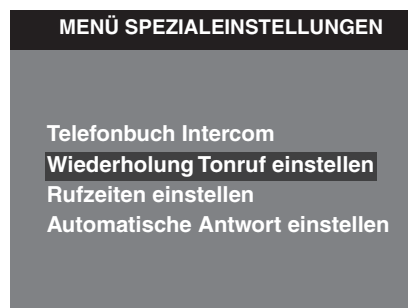 MENÜ SPEZIALEINSTELLUNGEN
Telefonbuch Intercom
Wiederholung Tonruf einstellen
Rufzeiten einstellen
Automatische Antwort einstellen